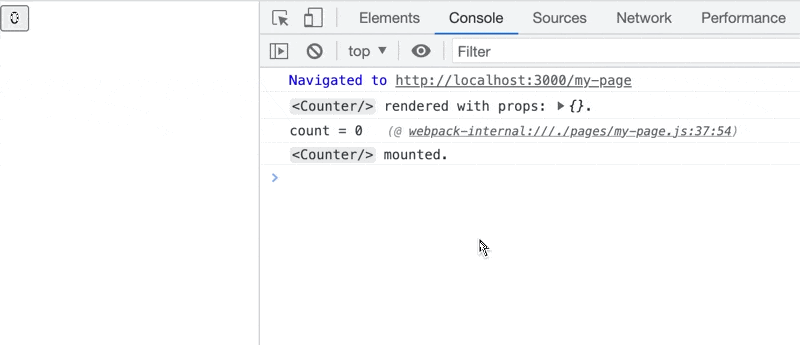 0
Elements Console Sources Network Performance
top ▼ Filter
Navigated to http://localhost:3000/my-page
<Counter/> rendered with props: ▶{}.
count = 0 (@ webpack-internal:///./pages/my-page.js:37:54)
<Counter/> mounted.
>